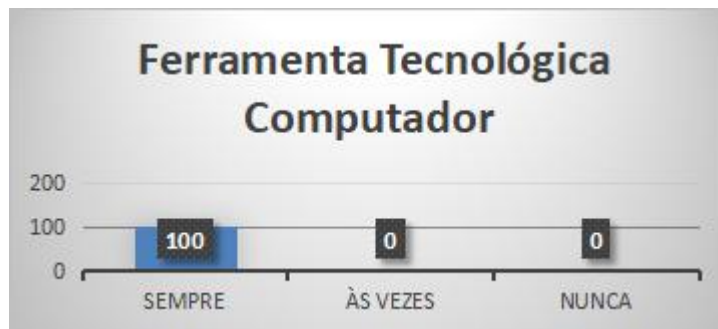 Ferramenta Tecnológica
Computador
200
100
0
100
0
0
SEMPRE
ÀS VEZES
NUNCA